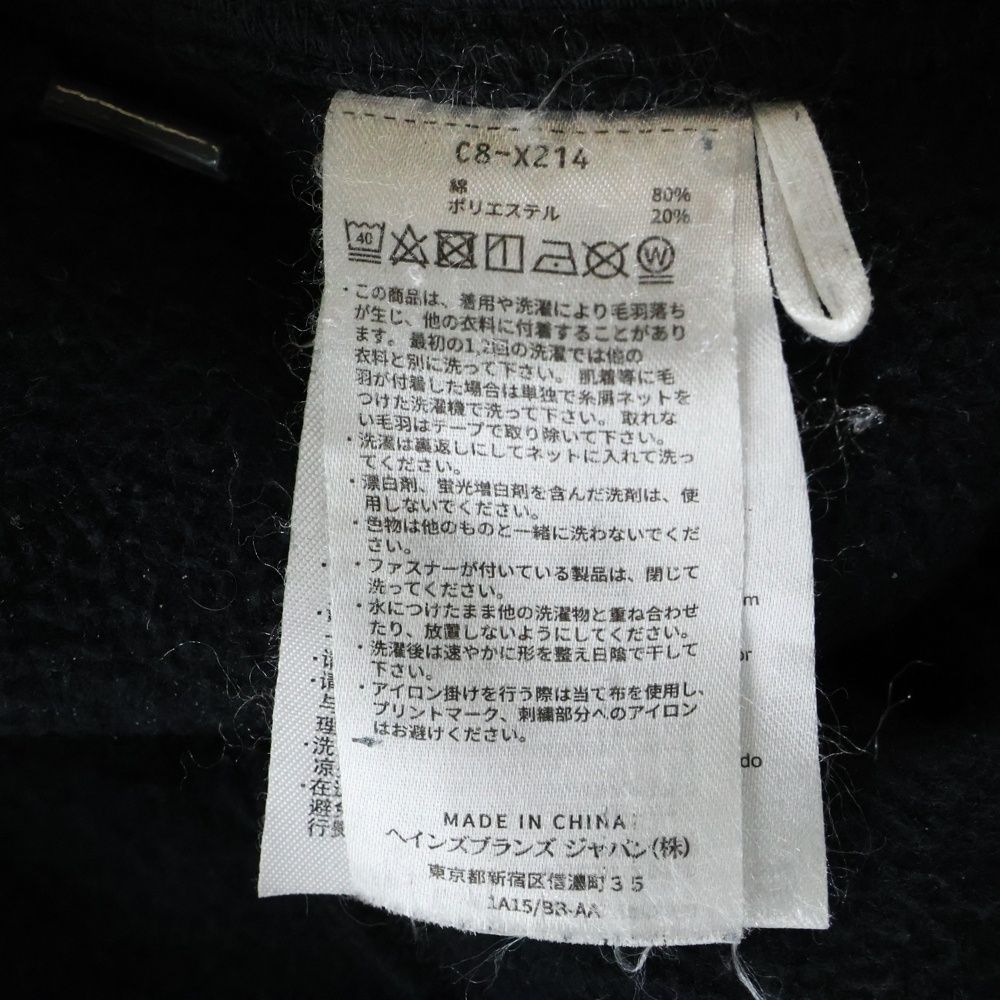 C8-X214
綿 80%
ポリエステル 20%
40
W
・この商品は、着用や洗濯により毛羽落ち
が生じ、他の衣料に付着することがあり
ます。最初の1,2回の洗濯では他の
衣料と別に洗って下さい。肌着等に毛
羽が付着した場合は単独で糸屑ネットを
つけた洗濯機で洗って下さい。取れな
い毛羽はテープで取り除いて下さい。
・洗濯は裏返しにしてネットに入れて洗っ
てください。
・漂白剤、蛍光増白剤を含んだ洗剤は、使
用しないでください。
・色物は他のものと一緒に洗わないでくだ
さい。
・ファスナーが付いている製品は、閉じて
洗ってください。
・水につけたまま他の洗濯物と重ね合わせ
たり、放置しないようにしてください。
・洗濯後は速やかに形を整え日陰で干して
下さい。
・アイロン掛けを行う際は当て布を使用し、
プリントマーク、刺繍部分へのアイロン
はお避けください。
MADE IN CHINA
ヘインズブランズ ジャパン(株)
東京都新宿区信濃町35
1A15/BR-AA
・请
与
理
・洗
凉
・在
避免
行
m
or
do